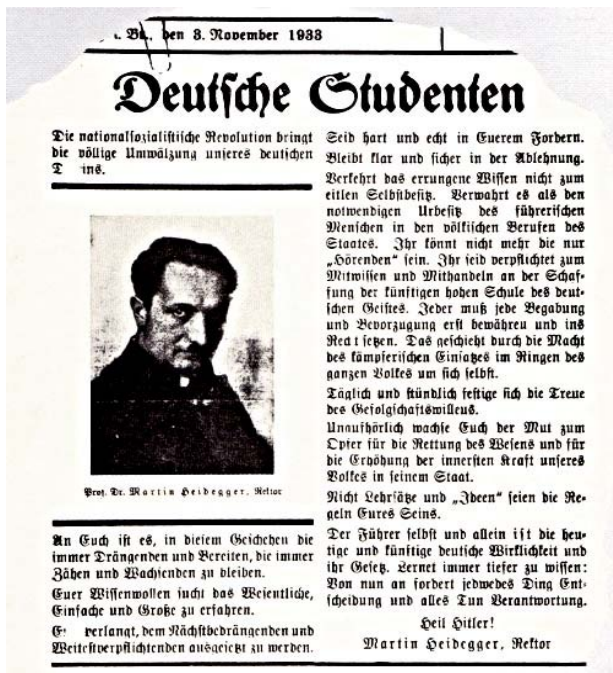 Br., den 3. November 1933
Deutsche Studenten
Die nationalsozialistische Revolution bringt
die völlige Umwälzung unseres deutschen
Prof. Dr. Martin Heidegger, Rektor
An Euch ist es, in diesem Geschehen die
immer Drängenden und Bereiten, die immer
Zähen und Wachsenden zu bleiben.
Euer Wissenwollen sucht das Wesentliche,
Einfache und Große zu erfahren.
verlangt, dem Nächstbedrängenden und
Weitestverpflichtenden ausgesetzt zu werden.
Seid hart und echt in Euerem Fordern.
Bleibt klar und sicher in der Ablehnung.
Verkehrt das errungene Wissen nicht zum
eitlen Selbstbesitz. Verwahrt es als den
notwendigen Urbesitz des führerischen
Menschen in den völkischen Berufen des
Staates. Ihr könnt nicht mehr die nur
„Hörenden“ sein. Ihr seid verpflichtet zum
Mitwissen und Mithandeln an der Schaf-
fung der künftigen hohen Schule des deut-
schen Geistes. Jeder muß jede Begabung
und Bevorzugung erst bewähreu und ins
Recht setzen. Das geschieht durch die Macht
des kämpferischen Einsatzes im Ringen des
ganzen Volkes um sich selbst.
Täglich und stündlich festige sich die Treue
des Gefolgschaftswilleus.
Unaufhörlich wachse Euch der Mut zum
Opfer für die Rettung des Wesens und für
die Erhöhung der innersten Kraft unseres
Volkes in seinem Staat.
Nicht Lehrsätze und „Ideen“ seien die Re-
geln Eures Seins.
Der Führer selbst und allein ist die heu-
tige und künftige deutsche Wirklichkeit und
ihr Gesetz. Lernet immer tiefer zu wissen:
Von nun an fordert jedwedes Ding Ent-
scheidung und alles Tun Verantwortung.
Heil Hitler!
Martin Heidegger, Rektor